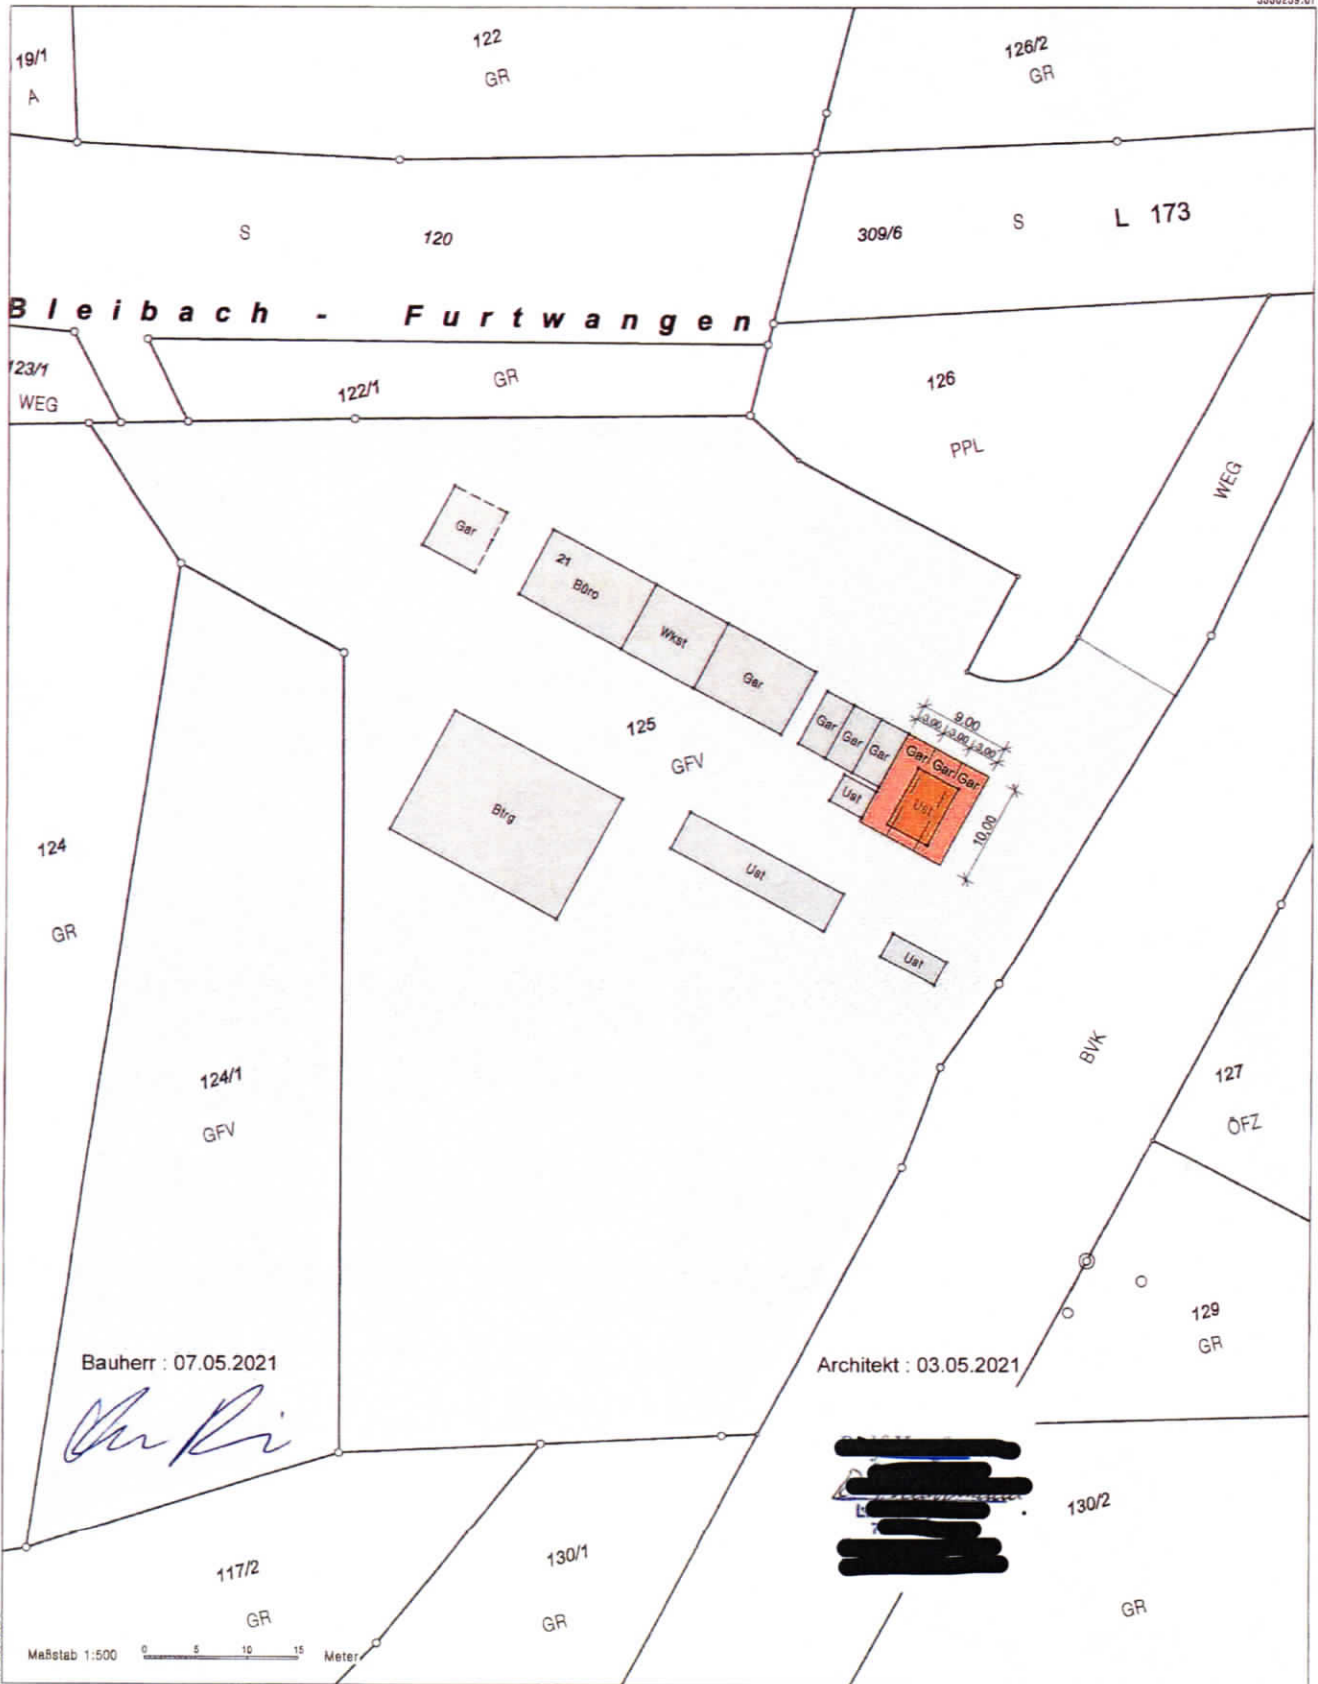 19/1
A
122
GR
126/2
GR
S
120
309/6
S
L 173
Bleibach - Furtwangen
123/1
WEG
122/1
GR
126
PPL
WEG
Gar
21
Büro
Wkst
Gar
125
GFV
Gar
Gar
Gar
9.00
3.00
3.00
3.00
Gar
Gar
Gar
Ust
Ust
10.00
Btrg
Ust
Ust
124
GR
124/1
GFV
BVK
127
ÖFZ
129
GR
Bauherr : 07.05.2021
Architekt : 03.05.2021
130/2
GR
117/2
GR
130/1
GR
Maßstab 1:500
0 5 10 15
Meter